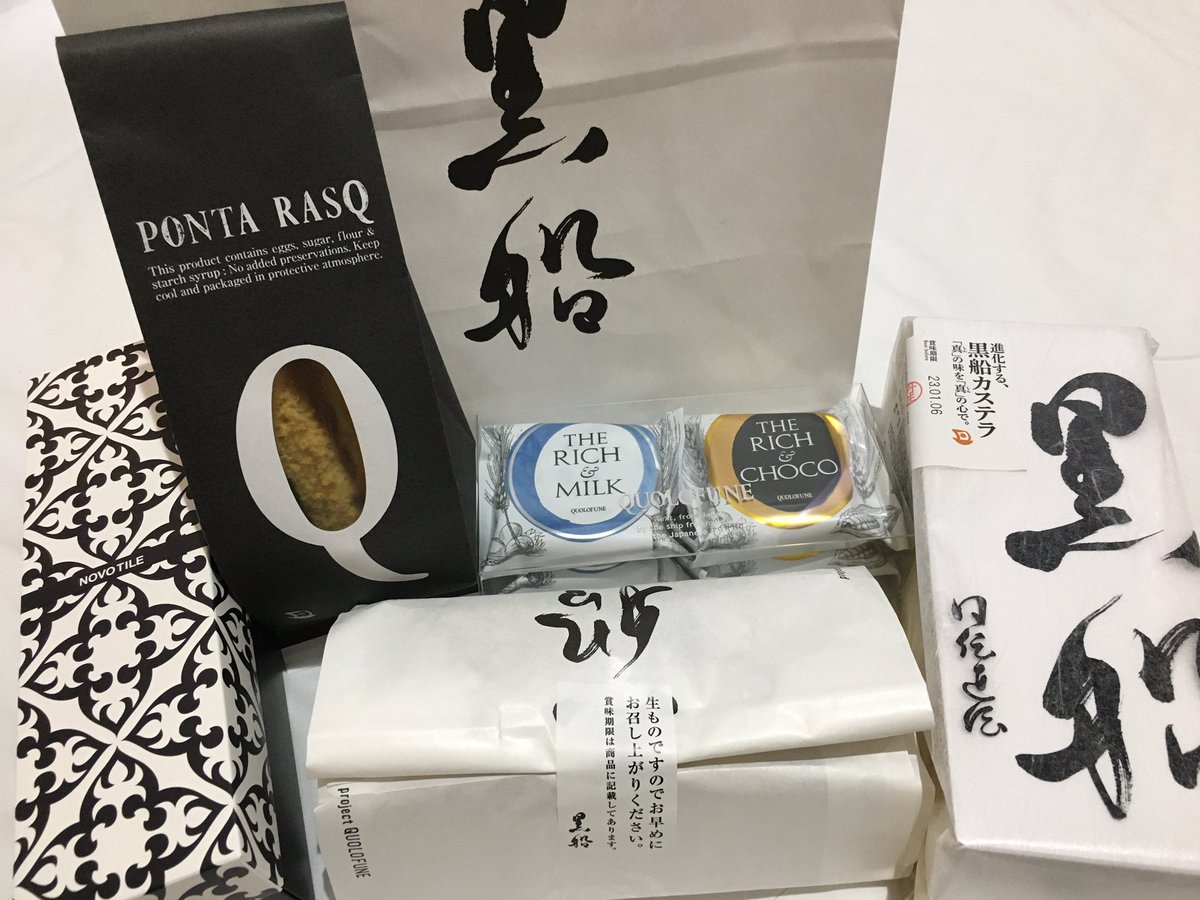 黒船
PONTA RASQ
This product contains eggs, sugar, flour &
starch syrup : No added preservations. Keep
cool and packaged in protective atmosphere.
Q
NOVO TILE
THE
RICH
&
MILK
QUOLOFUNE
THE
RICH
&
CHOCO
QUOLOFUNE
QUOLOFUNE
the Japanese
進化する、
黒船カステラ
「真」の味を「真」の心で。
賞味期限
23.01.06
黒船
生ものですのでお早めに
お召し上がりください。
賞味期限は商品に記載してあります。
黒船
project QUOLOFUNE